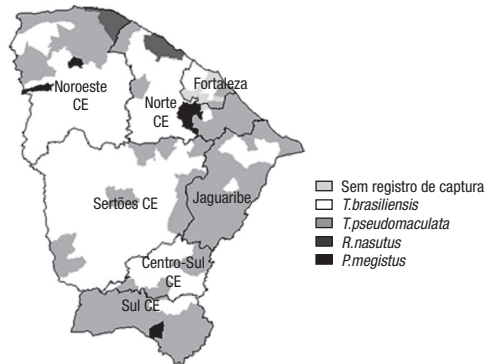 Noroeste
CE
Norte
CE
Fortaleza
Sertões CE
Jaguaribe
Centro-Sul
CE
Sul CE
Sem registro de captura
T.brasiliensis
T.pseudomaculata
R.nasutus
P.megistus